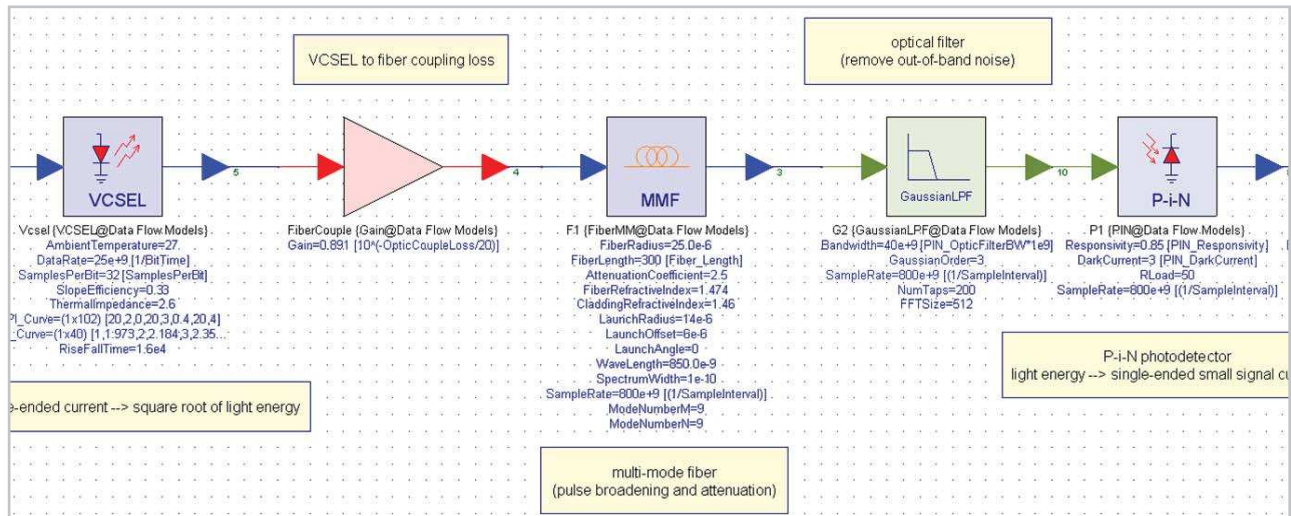 VCSEL to fiber coupling loss
optical filter
(remove out-of-band noise)
VCSEL
5
4
MMF
3
GaussianLPF
10
P-i-N
Vcsel {VCSEL@Data Flow Models}
AmbientTemperature=27.
DataRate=25e+9 [1/BitTime]
SamplesPerBit=32 [SamplesPerBit]
SlopeEfficiency=0.33
ThermalImpedance=2.6
PI_Curve=(1x102) [20,2,0,20,3,0.4,20,4]
_Curve=(1x40) [1,1.973,2,2.184;3,2.35...
RiseFallTime=1.6e4
FiberCouple {Gain@Data Flow Models}
Gain=0.891 [10^(-OpticCoupleLoss/20)]
F1 {FiberMM@Data Flow Models}
FiberRadius=25.0e-6
FiberLength=300 [Fiber_Length]
AttenuationCoefficient=2.5
FiberRefractiveIndex=1.474
CladdingRefractiveIndex=1.46
LaunchRadius=14e-6
LaunchOffset=6e-6
LaunchAngle=0
WaveLength=850.0e-9
SpectrumWidth=1e-10
SampleRate=800e+9 [(1/SampleInterval)]
ModeNumberM=9
ModeNumberN=9
G2 {GaussianLPF@Data Flow Models}
Bandwidth=40e+9 [PIN_OpticFilterBW*1e9]
GaussianOrder=3
SampleRate=800e+9 [(1/SampleInterval)]
NumTaps=200
FFTSize=512
P1 {PIN@Data Flow Models}
Responsivity=0.85 [PIN_Responsivity]
DarkCurrent=3 [PIN_DarkCurrent]
RLoad=50
SampleRate=800e+9 [(1/SampleInterval)]
e-ended current --> square root of light energy
P-i-N photodetector
light energy --> single-ended small signal cu
multi-mode fiber
(pulse broadening and attenuation)